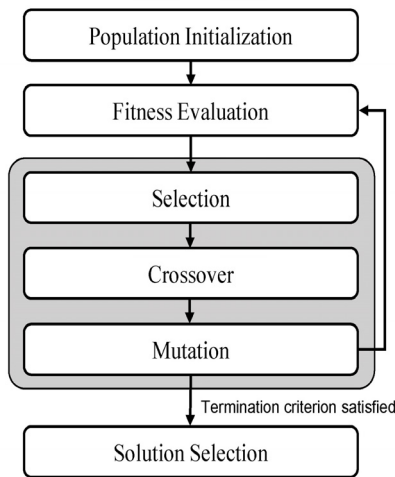 Population Initialization
Fitness Evaluation
Selection
Crossover
Mutation
Termination criterion satisfied
Solution Selection